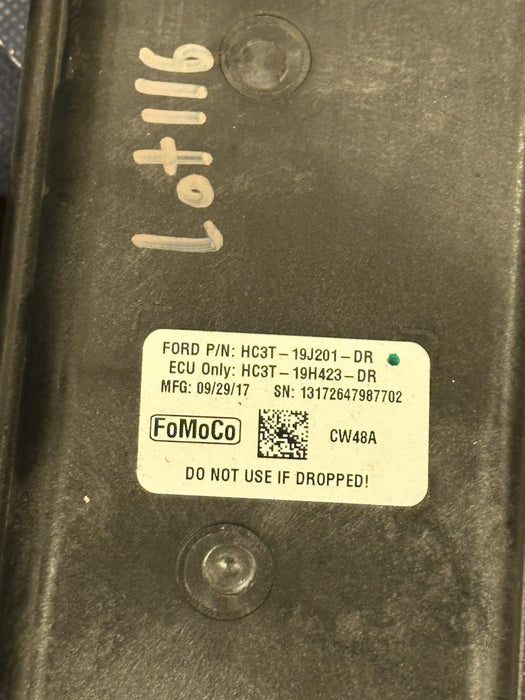 Lot 116
FORD P/N: HC3T-19J201-DR
ECU Only: HC3T-19H423-DR
MFG: 09/29/17 SN: 13172647987702
FoMoCo
CW48A
DO NOT USE IF DROPPED!